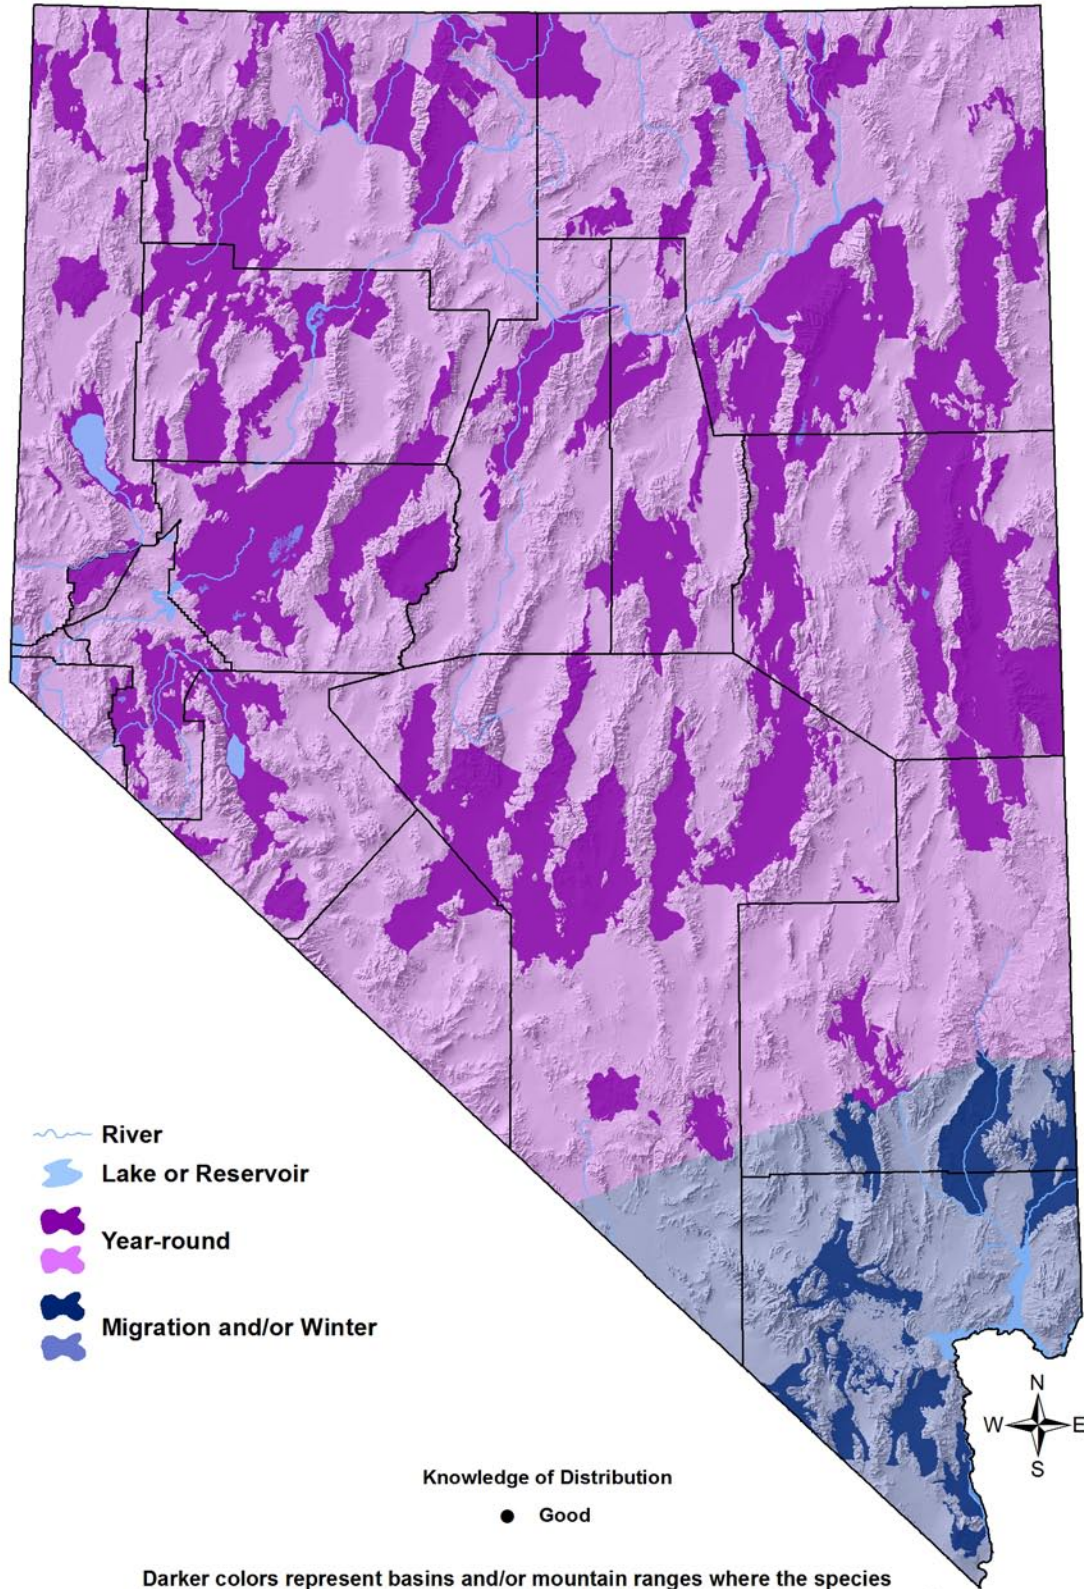 River
Lake or Reservoir
Year-round
Migration and/or Winter
N
W E
S
Knowledge of Distribution
Good
Darker colors represent basins and/or mountain ranges where the species